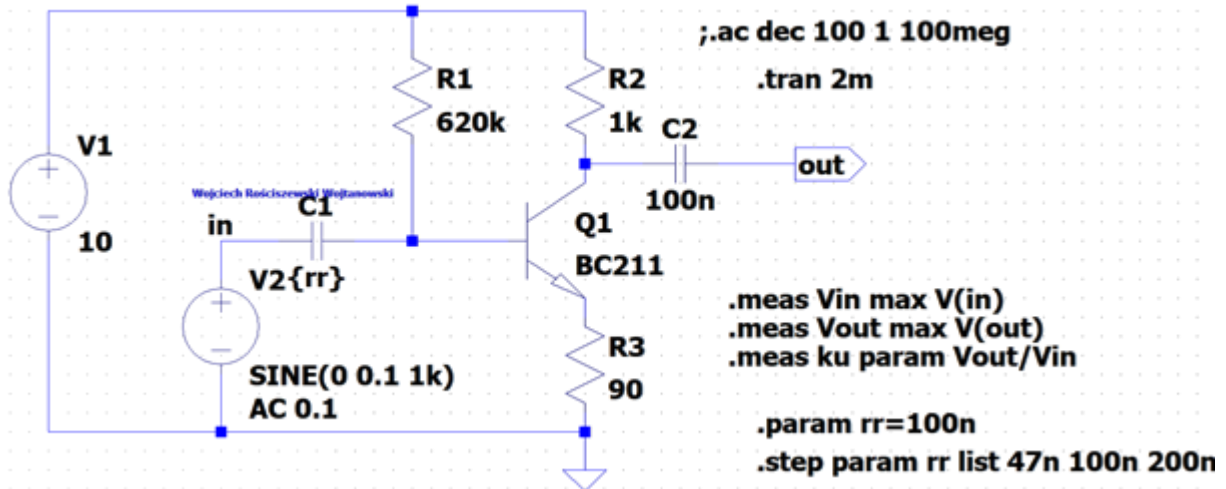 ;.ac dec 100 1 100meg
.tran 2m
R1
620k
R2
1k
C2
100n
out
V1
10
Wojciech Rościszewski Wojtanowski
C1
in
{rr}
Q1
BC211
V2
SINE(0 0.1 1k)
AC 0.1
R3
90
.meas Vin max V(in)
.meas Vout max V(out)
.meas ku param Vout/Vin
.param rr=100n
.step param rr list 47n 100n 200n